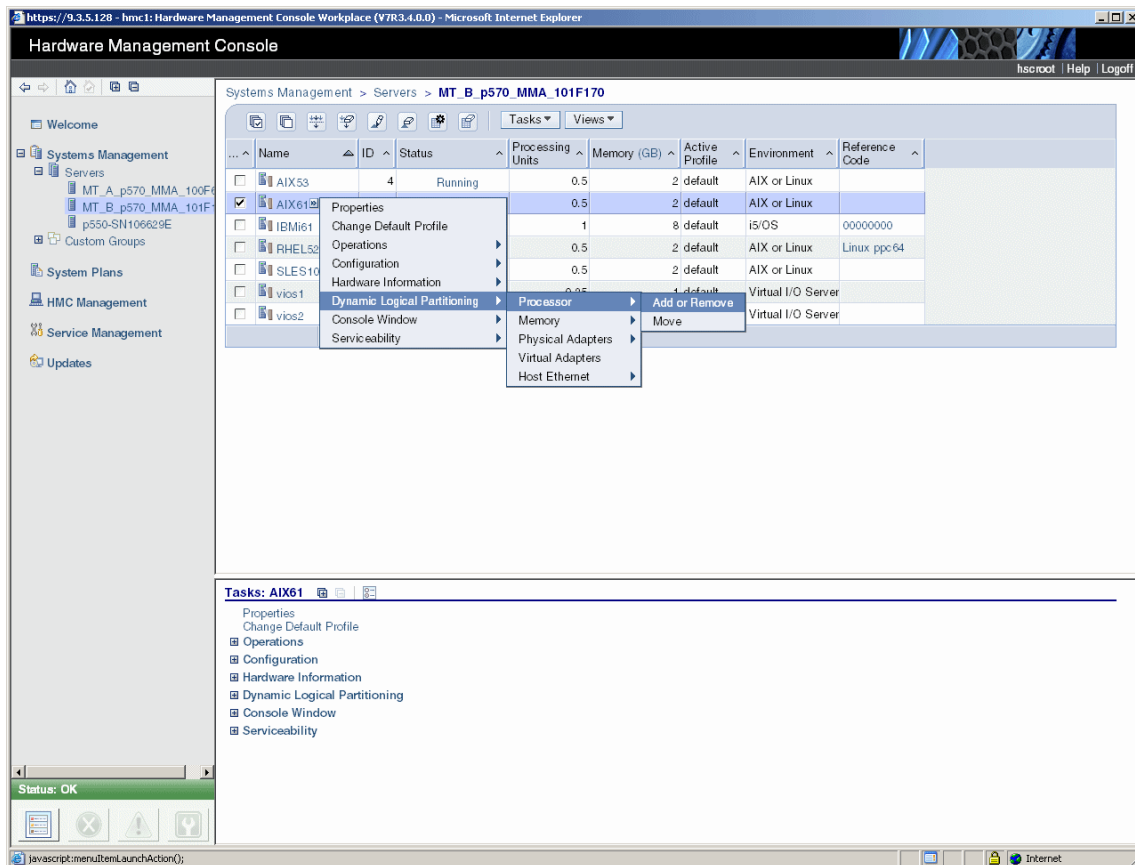 https://9.3.5.128 - hmc1: Hardware Management Console Workplace (V7R3.4.0.0) - Microsoft Internet Explorer
Hardware Management Console
hscroot | Help | Logoff
Systems Management > Servers > MT_B_p570_MMA_101F170
Welcome
Systems Management
Servers
MT_A_p570_MMA_100F6
MT_B_p570_MMA_101F1
p550-SN106629E
Custom Groups
System Plans
HMC Management
Service Management
Updates
Tasks Views
... Name ID Status Processing Units Memory (GB) Active Profile Environment Reference Code
AIX53 4 Running 0.5 2 default AIX or Linux
AIX61 0.5 2 default AIX or Linux
IBMi61 1 8 default i5/OS 00000000
RHEL52 0.5 2 default AIX or Linux Linux ppc64
SLES10 0.5 2 default AIX or Linux
vios1 Virtual I/O Server
vios2 Virtual I/O Server
Properties
Change Default Profile
Operations
Configuration
Hardware Information
Dynamic Logical Partitioning
Console Window
Serviceability
Processor
Memory
Physical Adapters
Virtual Adapters
Host Ethernet
Add or Remove
Move
Tasks: AIX61
Properties
Change Default Profile
Operations
Configuration
Hardware Information
Dynamic Logical Partitioning
Console Window
Serviceability
Status: OK
javascript:menuItemLaunchAction();
Internet